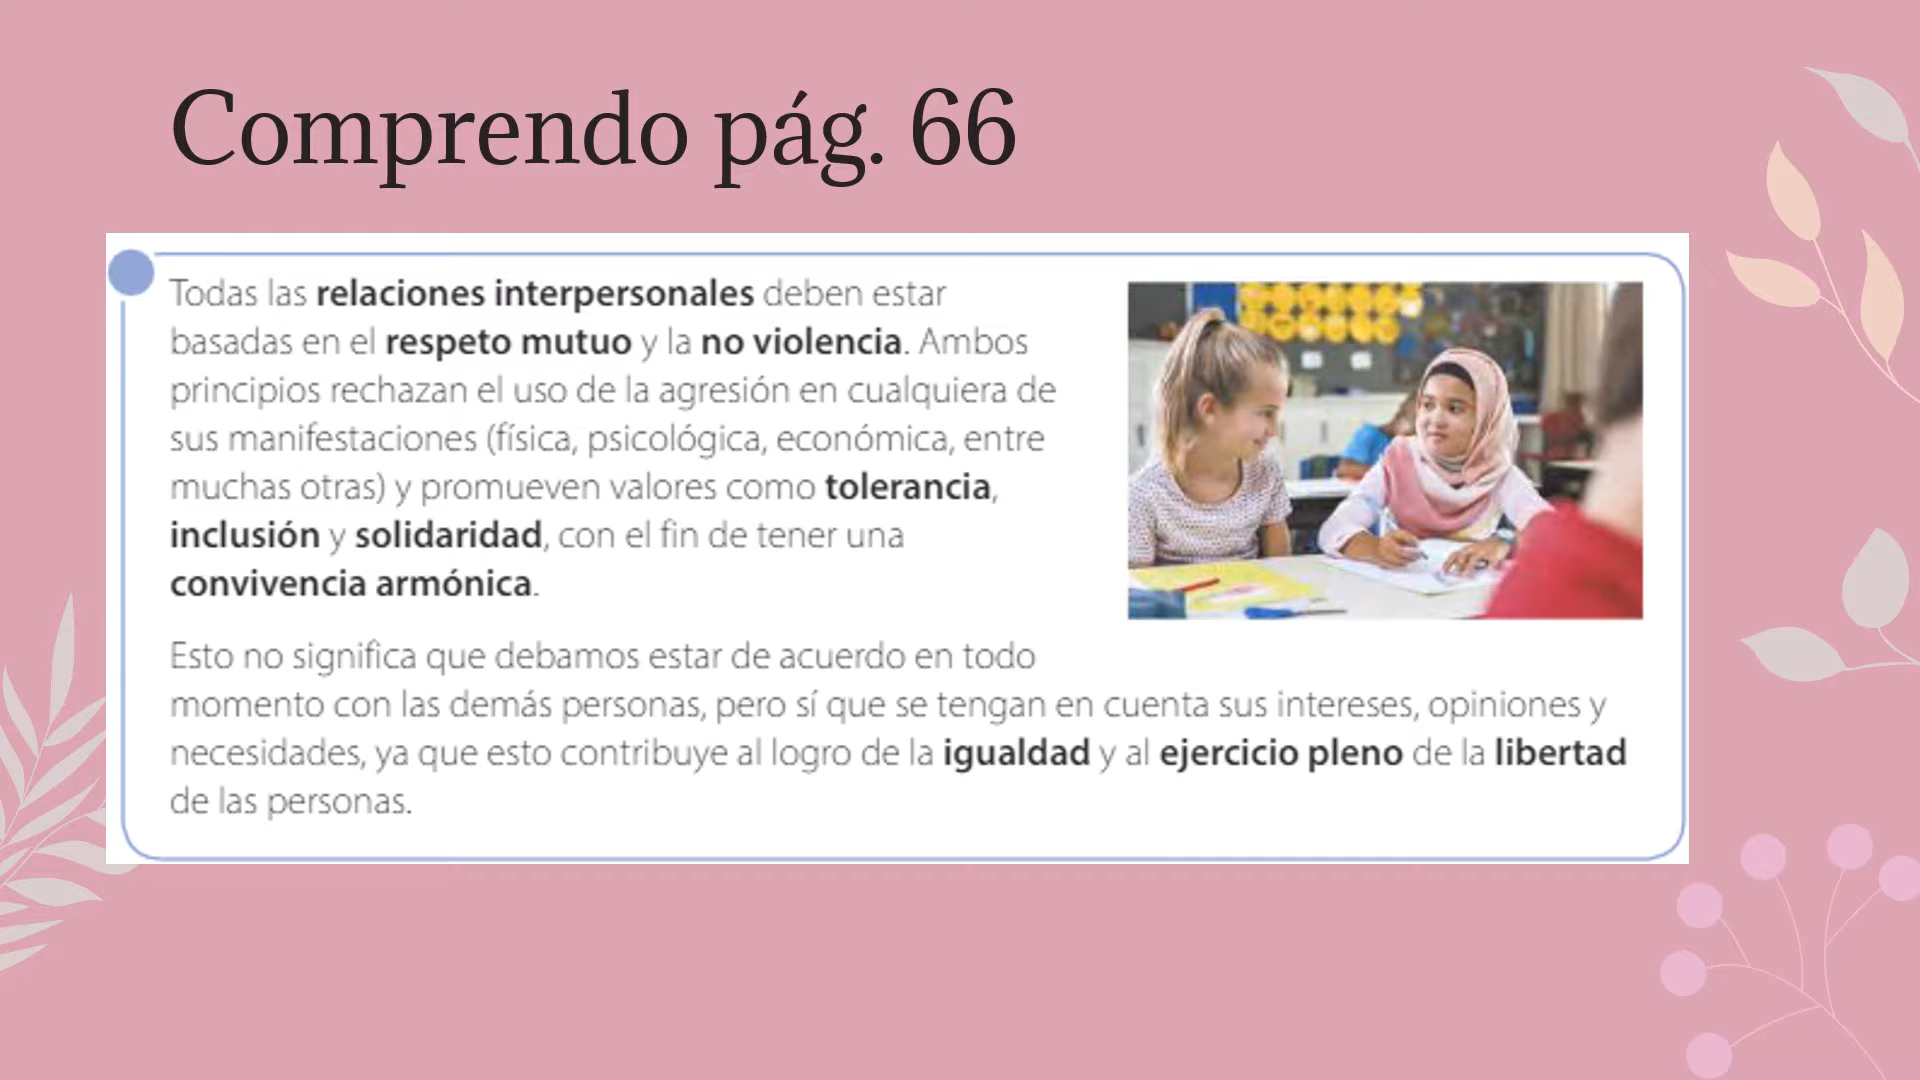 Comprendo pág. 66
Todas las relaciones interpersonales deben estar
basadas en el respeto mutuo y la no violencia. Ambos
principios rechazan el uso de la agresión en cualquiera de
sus manifestaciones (física, psicológica, económica, entre
muchas otras) y promueven valores como tolerancia,
inclusión y solidaridad, con el fin de tener una
convivencia armónica.
Esto no significa que debamos estar de acuerdo en todo
momento con las demás personas, pero sí que se tengan en cuenta sus intereses, opiniones y
necesidades, ya que esto contribuye al logro de la igualdad y al ejercicio pleno de la libertad
de las personas.